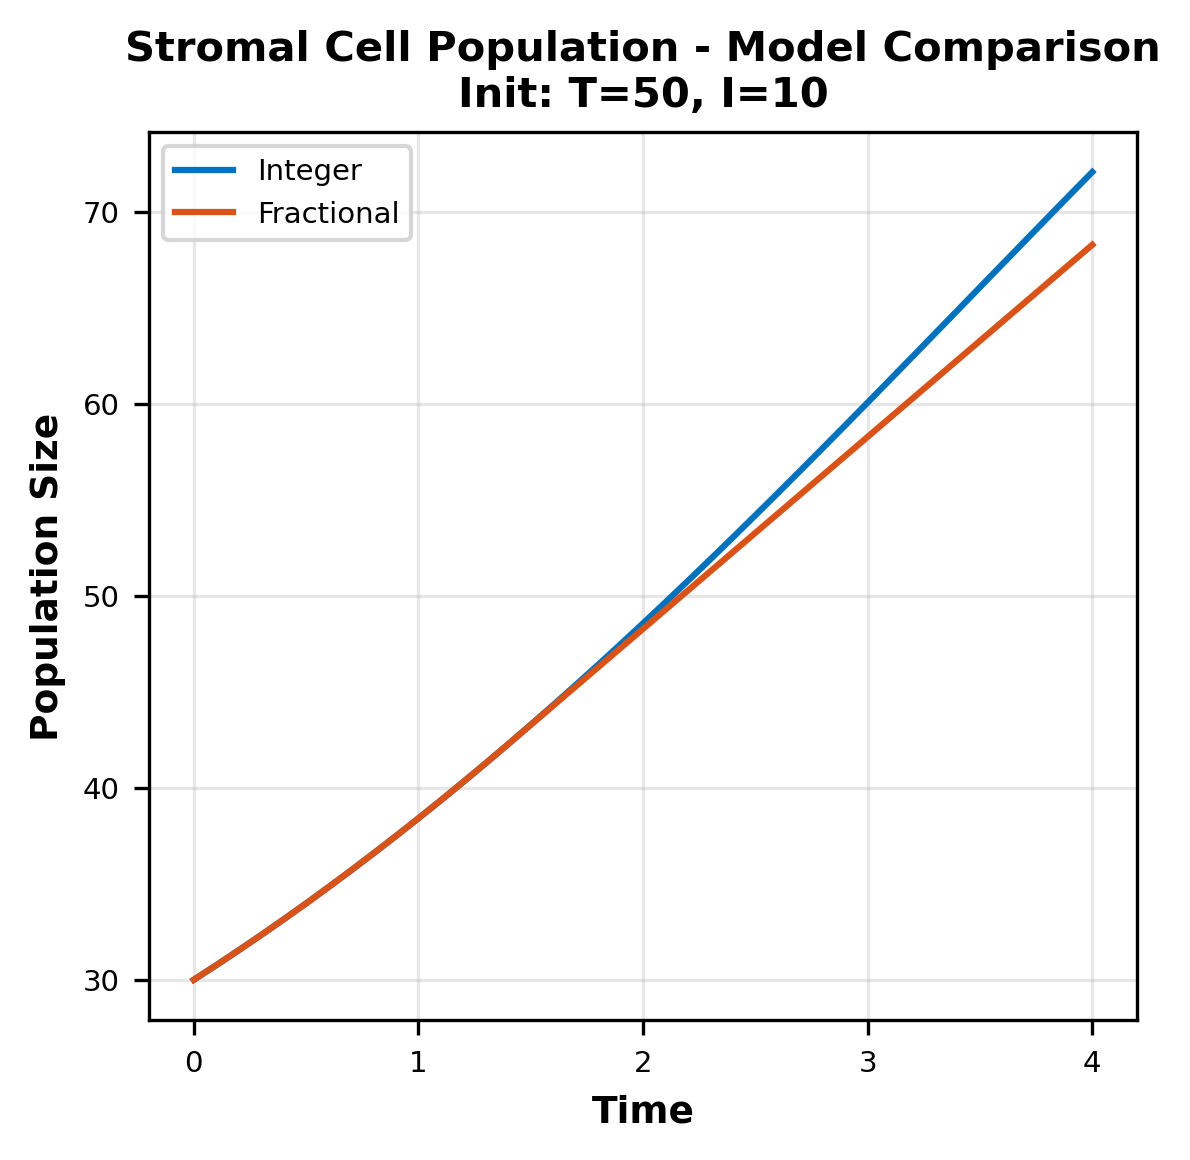 Stromal Cell Population - Model Comparison
Init: T=50, I=10
Integer
Fractional
70
60
50
40
30
Population Size
0 1 2 3 4
Time